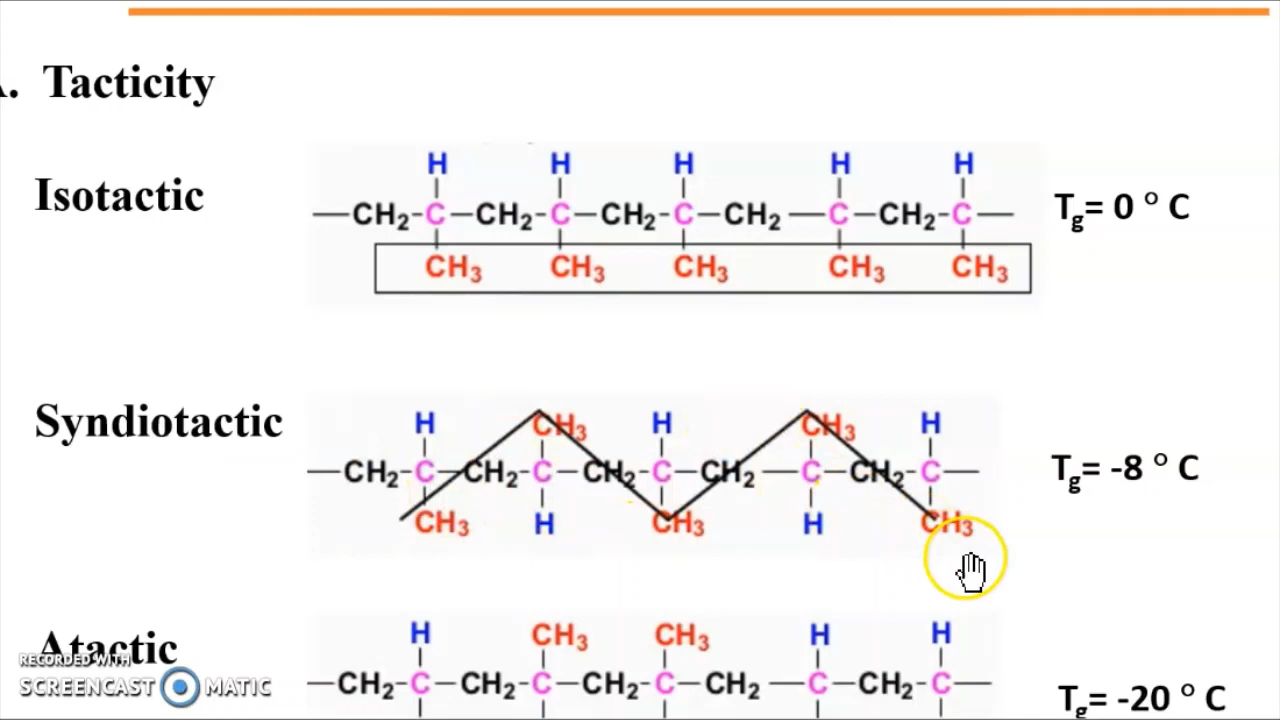 A. Tacticity
H H H H H
Isotactic
—CH₂-C—CH₂-C—CH₂-C—CH₂—C—CH₂-C—
Tg= 0 ° C
CH₃ CH₃ CH₃ CH₃ CH₃
H CH₃ H CH₃ H
Syndiotactic
—CH₂-C—CH₂-C—CH₂-C—CH₂—C—CH₂-C—
Tg= -8 ° C
CH₃ H CH₃ H CH₃
H CH₃ CH₃ H H
Atactic
—CH₂-C—CH₂-C—CH₂-C—CH₂—C—CH₂-C—
Tg= -20 ° C
RECORDED WITH
SCREENCAST MATIC